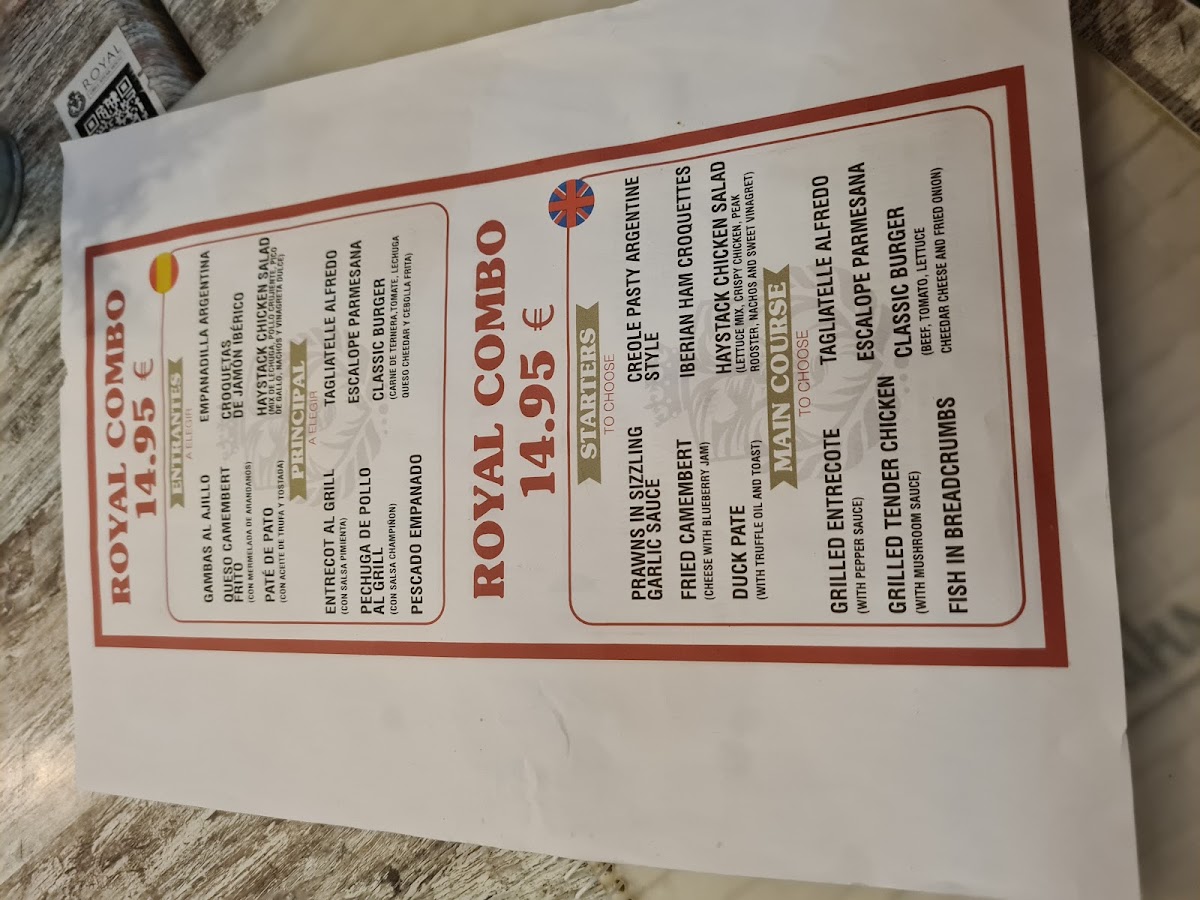 ROYAL
ROYAL COMBO
14.95 €
ENTRANTES
A ELEGIR
GAMBAS AL AJILLO
QUESO CAMEMBERT
FRITO
(CON MERMELADA DE ARANDANOS)
PATÉ DE PATO
(CON ACEITE DE TRUFA Y TOSTADA)
EMPANADILLA ARGENTINA
CROQUETAS
DE JAMÓN IBÉRICO
HAYSTACK CHICKEN SALAD
(MIX DE LECHUGA, POLLO CRUJIENTE, PICO
DE GALLO, NACHOS Y VINAGRETA DULCE)
PRINCIPAL
A ELEGIR
ENTRECOT AL GRILL
(CON SALSA PIMIENTA)
PECHUGA DE POLLO
AL GRILL
(CON SALSA CHAMPIÑON)
PESCADO EMPANADO
TAGLIATELLE ALFREDO
ESCALOPE PARMESANA
CLASSIC BURGER
(CARNE DE TERNERA,TOMATE, LECHUGA
QUESO CHEEDAR Y CEBOLLA FRITA)
ROYAL COMBO
14.95 €
STARTERS
TO CHOOSE
PRAWNS IN SIZZLING
GARLIC SAUCE
FRIED CAMEMBERT
(CHEESE WITH BLUEBERRY JAM)
DUCK PATE
(WITH TRUFFLE OIL AND TOAST)
CREOLE PASTY ARGENTINE
STYLE
IBERIAN HAM CROQUETTES
HAYSTACK CHICKEN SALAD
(LETTUCE MIX, CRISPY CHICKEN, PEAK
ROOSTER, NACHOS AND SWEET VINAGRET)
MAIN COURSE
TO CHOOSE
GRILLED ENTRECOTE
(WITH PEPPER SAUCE)
GRILLED TENDER CHICKEN
(WITH MUSHROOM SAUCE)
FISH IN BREADCRUMBS
TAGLIATELLE ALFREDO
ESCALOPE PARMESANA
CLASSIC BURGER
(BEEF, TOMATO, LETTUCE
CHEEDAR CHEESE AND FRIED ONION)